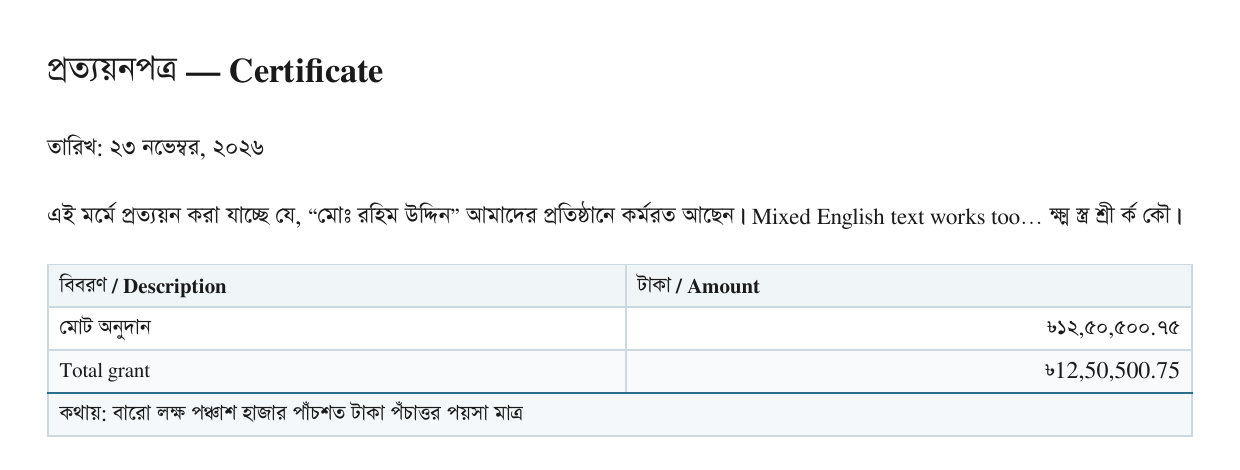 প্রত্যয়নপত্র — Certificate
তারিখ: ২৩ নভেম্বর, ২০২৬
এই মর্মে প্রত্যয়ন করা যাচ্ছে যে, “মোঃ রহিম উদ্দিন” আমাদের প্রতিষ্ঠানে কর্মরত আছেন। Mixed English text works too… ক্ষ্ম স্ত্র শ্রী র্ক কৌ।
বিবরণ / Description টাকা / Amount
মোট অনুদান ৳১২,৫০,৫০০.৭৫
Total grant ৳12,50,500.75
কথায়: বারো লক্ষ পঞ্চাশ হাজার পাঁচশত টাকা পঁচাত্তর পয়সা মাত্র